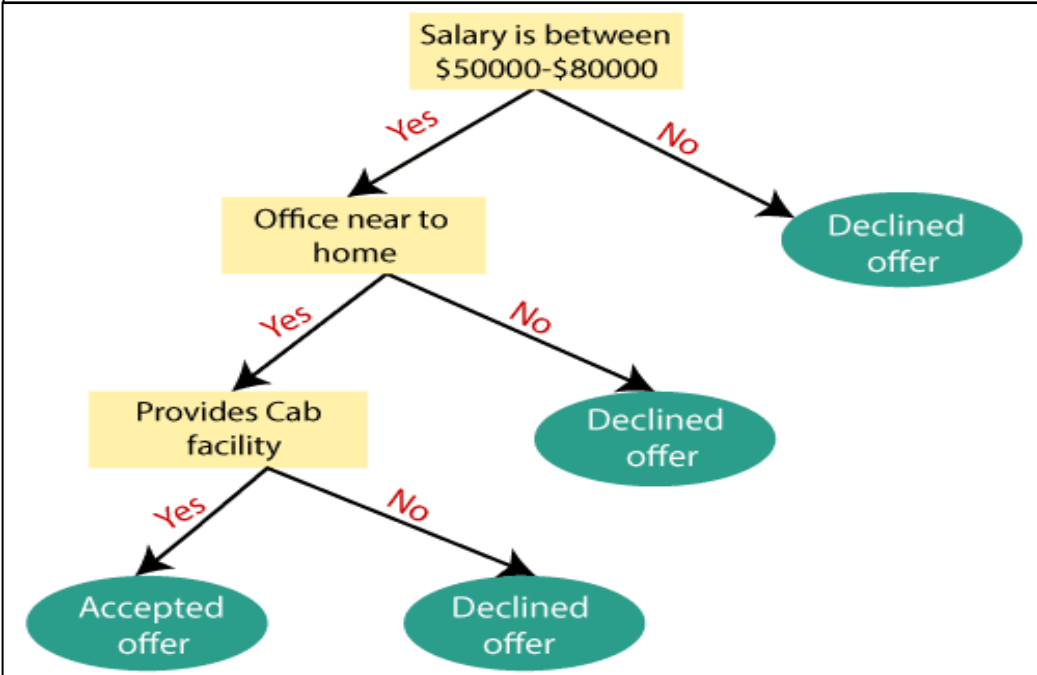 Salary is between
$50000-$80000
Yes
No
Office near to
home
Declined
offer
Yes
No
Provides Cab
facility
Declined
offer
Yes
No
Accepted
offer
Declined
offer